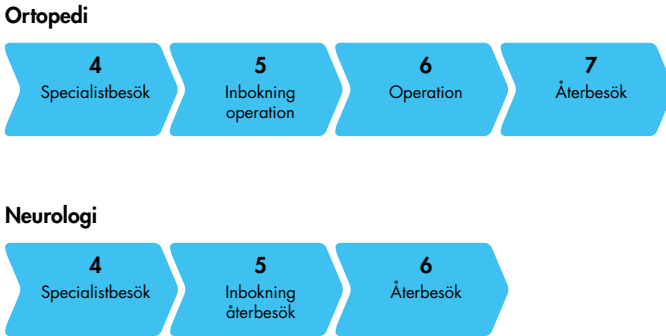 Ortopedi
4
Specialistbesök
5
Inbokning
operation
6
Operation
7
Återbesök
Neurologi
4
Specialistbesök
5
Inbokning
återbesök
6
Återbesök